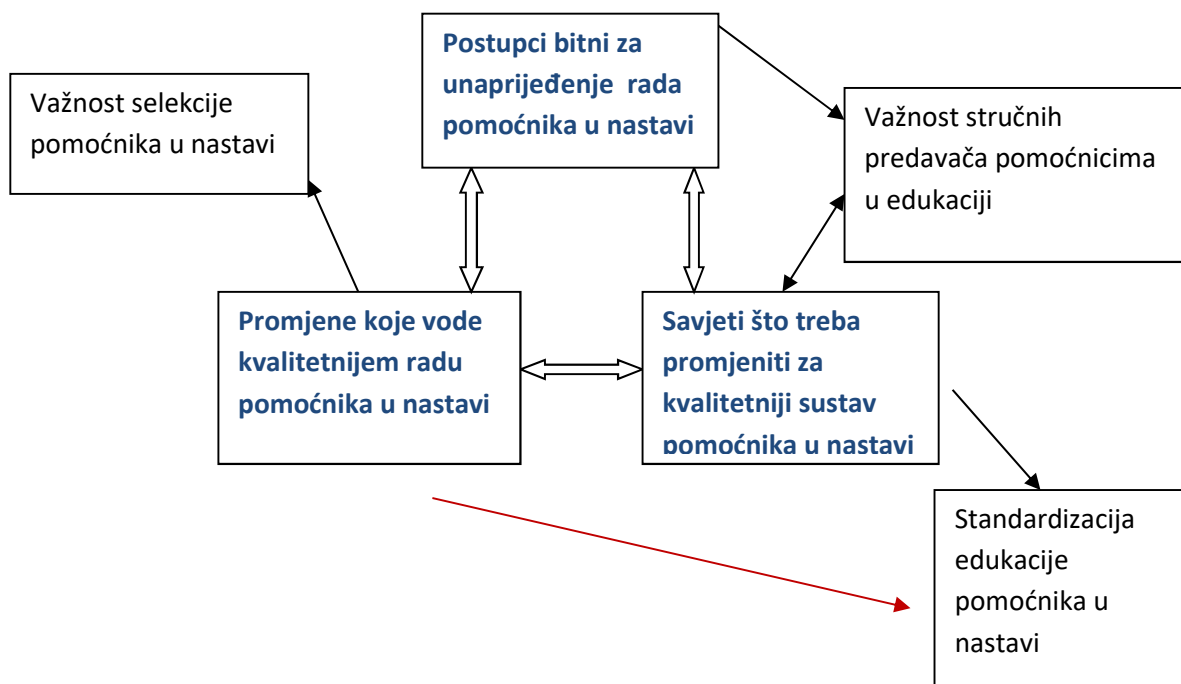 Postupci bitni za
unaprijeđenje rada
pomoćnika u nastavi
Važnost selekcije
pomoćnika u nastavi
Važnost stručnih
predavača pomoćnicima
u edukaciji
Promjene koje vode
kvalitetnijem radu
pomoćnika u nastavi
Savjeti što treba
promjeniti za
kvalitetniji sustav
pomoćnika u nastavi
Standardizacija
edukacije
pomoćnika u
nastavi